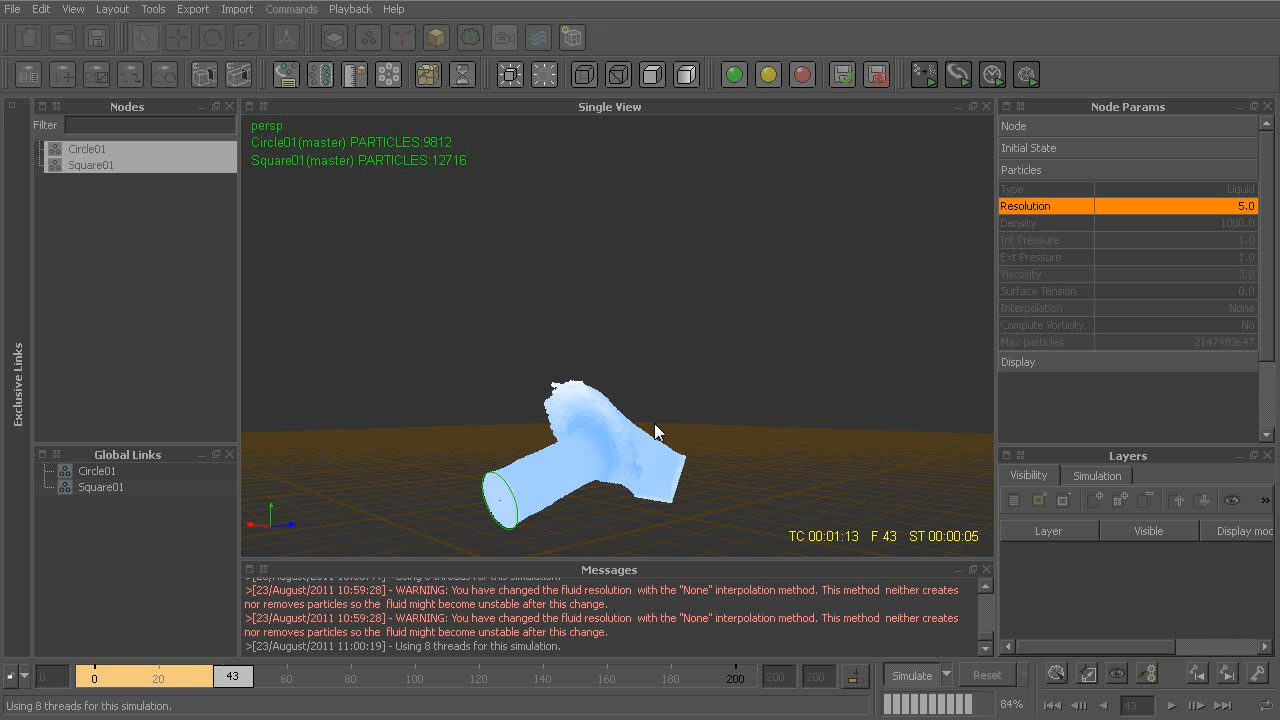 File Edit View Layout Tools Export Import Commands Playback Help
Nodes
Filter
Circle01
Square01
Exclusive Links
Global Links
Circle01
Square01
Single View
persp
Circle01(master) PARTICLES:9812
Square01(master) PARTICLES:12716
TC 00:01:13 F 43 ST 00:00:05
Messages
>[23/August/2011 10:59:28] - WARNING: You have changed the fluid resolution with the "None" interpolation method. This method neither creates
nor removes particles so the fluid might become unstable after this change.
>[23/August/2011 10:59:28] - WARNING: You have changed the fluid resolution with the "None" interpolation method. This method neither creates
nor removes particles so the fluid might become unstable after this change.
>[23/August/2011 11:00:19] - Using 8 threads for this simulation.
Node Params
Node
Initial State
Particles
Type Liquid
Resolution 5.0
Density 1000.0
Int Pressure 1.0
Ext Pressure 1.0
Viscosity 3.0
Surface Tension 0.0
Interpolation None
Compute Vorticity No
Max particles 2147483647
Display
Layers
Visibility Simulation
»
Layer Visible Display mod
0 0 20 43 60 80 100 120 140 160 180 200 200 200
Simulate Reset
Using 8 threads for this simulation.
84% 43